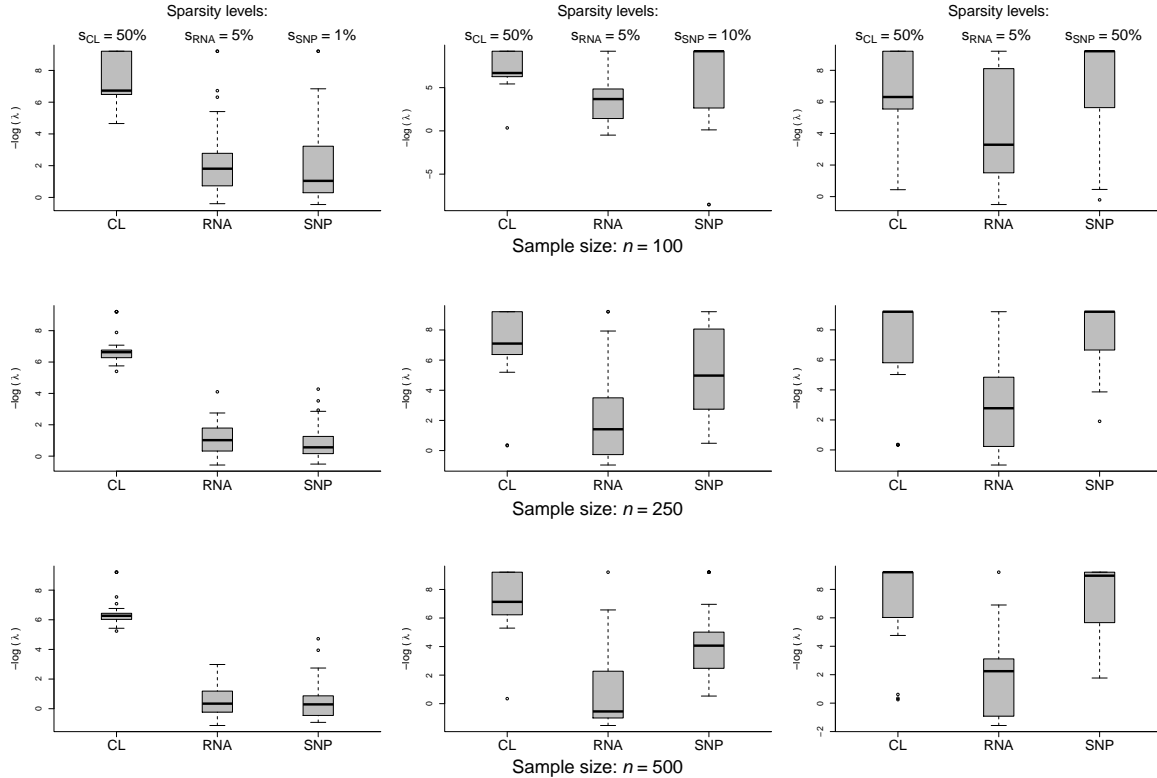 Sparsity levels: Sparsity levels: Sparsity levels:
s_CL = 50% s_RNA = 5% s_SNP = 1% s_CL = 50% s_RNA = 5% s_SNP = 10% s_CL = 50% s_RNA = 5% s_SNP = 50%
−log ( λ )
0 2 4 6 8
−log ( λ )
−5 0 5
−log ( λ )
0 2 4 6 8
CL RNA SNP CL RNA SNP CL RNA SNP
Sample size: n = 100
−log ( λ )
0 2 4 6 8
−log ( λ )
0 2 4 6 8
−log ( λ )
0 2 4 6 8
CL RNA SNP CL RNA SNP CL RNA SNP
Sample size: n = 250
−log ( λ )
0 2 4 6 8
−log ( λ )
0 2 4 6 8
−log ( λ )
−2 0 2 4 6 8
CL RNA SNP CL RNA SNP CL RNA SNP
Sample size: n = 500